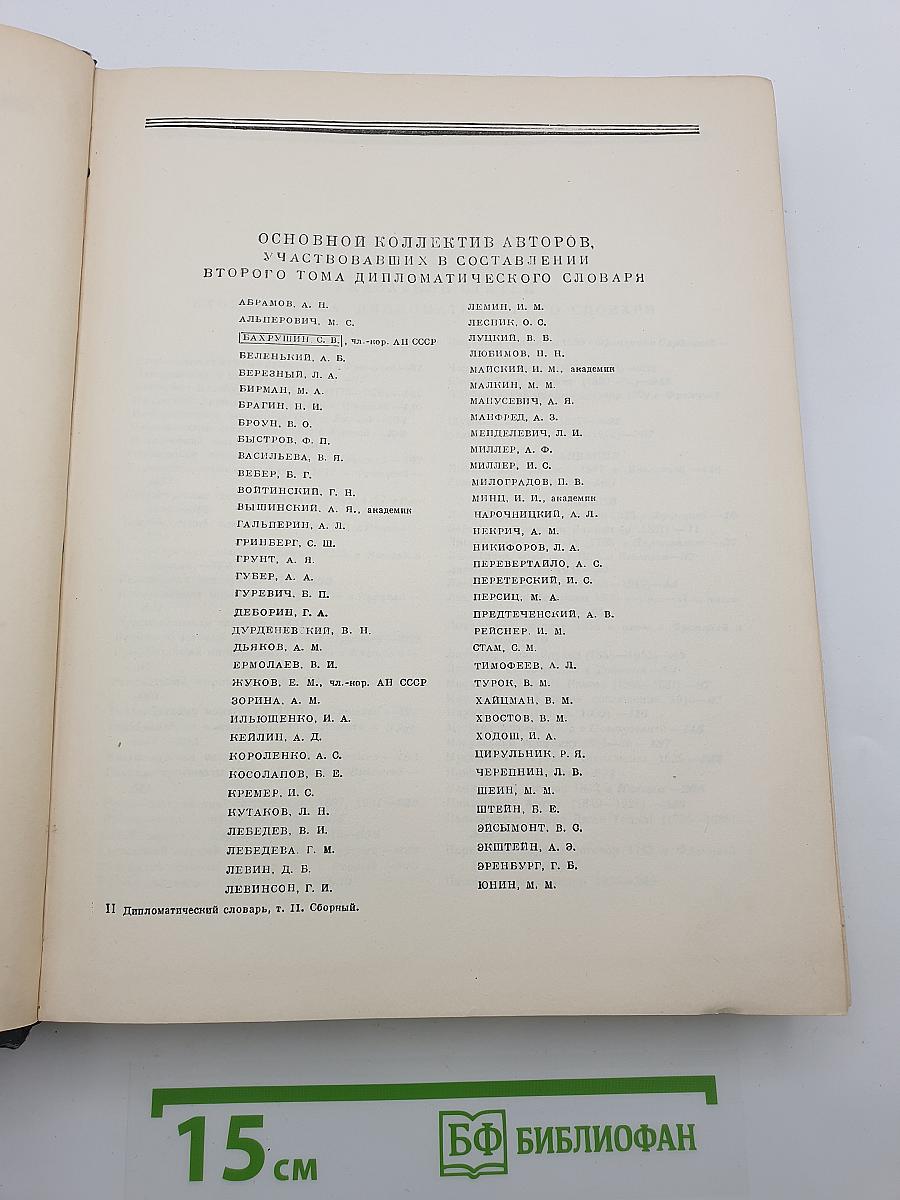 ОСНОВНОЙ КОЛЛЕКТИВ АВТОРОВ,
УЧАСТВОВАВШИХ В СОСТАВЛЕНИИ
ВТОРОГО ТОМА ДИПЛОМАТИЧЕСКОГО СЛОВАРЯ
АБРАМОВ, А. Н.
АЛЬПЕРОВИЧ, М. С.
БАХРУШИН, С. В., чл.-кор. АН СССР
БЕЛЕНЬКИЙ, А. Б.
БЕРЕЗНЫЙ, Л. А.
БИРМАН, М. А.
БРАГИН, Н. И.
БРОУН, В. О.
БЫСТРОВ, Ф. П.
ВАСИЛЬЕВА, В. Я.
ВЕБЕР, Б. Г.
ВОЙТИНСКИЙ, Г. Н.
ВЫШИНСКИЙ, А. Я., академик
ГАЛЬПЕРИН, А. Л.
ГРИНБЕРГ, С. Ш.
ГРУНТ, А. Я.
ГУБЕР, А. А.
ГУРЕВИЧ, В. П.
ДЕБОРИН, Г. А.
ДУРДЕНЕВСКИЙ, В. Н.
ДЬЯКОВ, А. М.
ЕРМОЛАЕВ, В. И.
ЖУКОВ, Е. М., чл.-кор. АН СССР
ЗОРИНА, А. М.
ИЛЬЮЩЕНКО, И. А.
КЕЙЛИН, А. Д.
КОРОЛЕНКО, А. С.
КОСОЛАПОВ, Б. Е.
КРЕМЕР, И. С.
КУТАКОВ, Л. Н.
ЛЕБЕДЕВ, В. И.
ЛЕБЕДЕВА, Г. М.
ЛЕВИН, Д. Б.
ЛЕВИНСОН, Г. И.
ЛЕМИН, И. М.
ЛЕСНИК, О. С.
ЛУЦКИЙ, В. Б.
ЛЮБИМОВ, Н. Н.
МАЙСКИЙ, И. М., академик
МАЛКИН, М. М.
МАНУСЕВИЧ, А. Я.
МАНФРЕД, А. З.
МЕНДЕЛЕВИЧ, Л. И.
МИЛЛЕР, А. Ф.
МИЛЛЕР, И. С.
МИЛОГРАДОВ, П. В.
МИНЦ, И. И., академик
НАРОЧНИЦКИЙ, А. Л.
НЕКРИЧ, А. М.
НИКИФОРОВ, Л. А.
ПЕРЕВЕРТАЙЛО, А. С.
ПЕРЕТЕРСКИЙ, И. С.
ПЕРСИЦ, М. А.
ПРЕДТЕЧЕНСКИЙ, А. В.
РЕЙСНЕР, И. М.
СТАМ, С. М.
ТИМОФЕЕВ, А. Л.
ТУРОК, В. М.
ХАЙЦМАН, В. М.
ХВОСТОВ, В. М.
ХОДОШ, И. А.
ЦИРУЛЬНИК, Р. Я.
ЧЕРЕПНИН, Л. В.
ШЕИН, М. М.
ШТЕЙН, Б. Е.
ЭЙСЫМОНТ, В. С.
ЭКШТЕЙН, А. Э.
ЭРЕНБУРГ, Г. Б.
ЮНИН, М. М.
II Дипломатический словарь, т. II. Сборный.
15 см
БФ БИБЛИОФАН